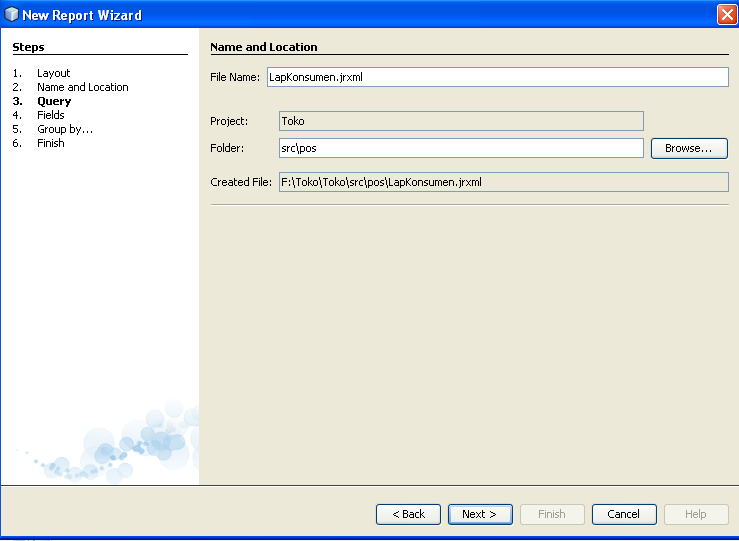 New Report Wizard
Steps
1. Layout
2. Name and Location
3. Query
4. Fields
5. Group by...
6. Finish
Name and Location
File Name: LapKonsumen.jrxml
Project: Toko
Folder: src\pos Browse...
Created File: F:\Toko\Toko\src\pos\LapKonsumen.jrxml
< Back Next > Finish Cancel Help